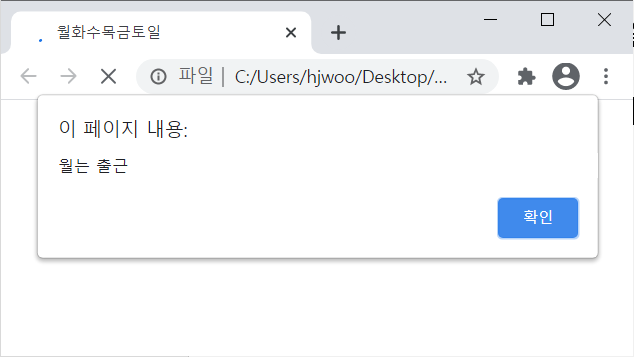 월화수목금토일
파일 | C:/Users/hjwoo/Desktop/...
이 페이지 내용:
월는 출근
확인